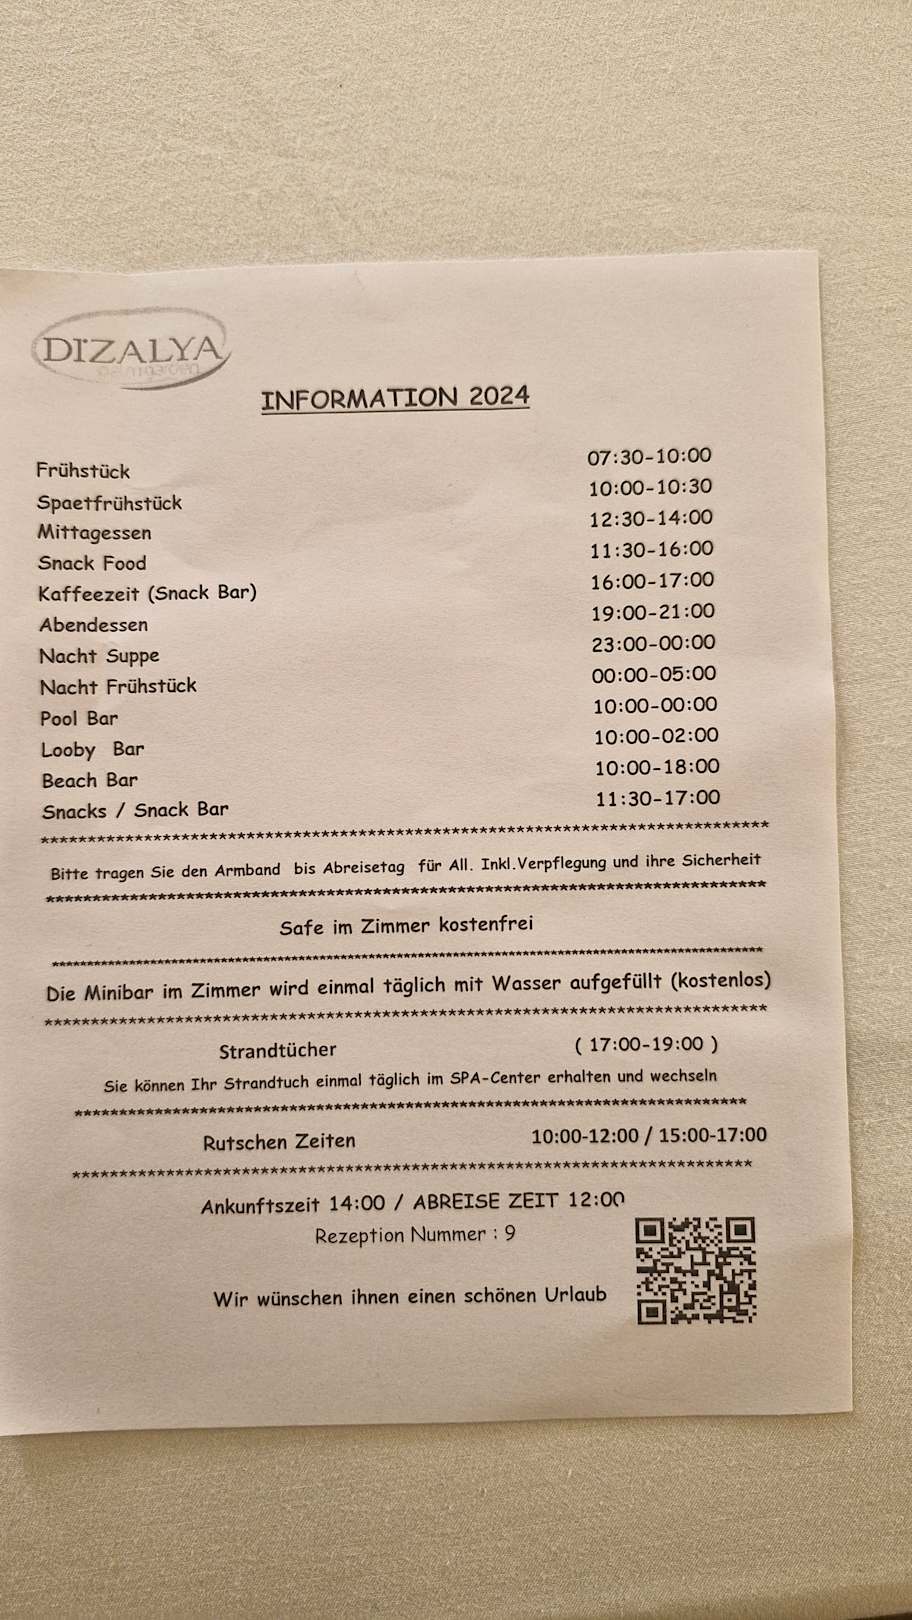 DIZALYA
palm garden
INFORMATION 2024
Frühstück 07:30-10:00
Spaetfrühstück 10:00-10:30
Mittagessen 12:30-14:00
Snack Food 11:30-16:00
Kaffeezeit (Snack Bar) 16:00-17:00
Abendessen 19:00-21:00
Nacht Suppe 23:00-00:00
Nacht Frühstück 00:00-05:00
Pool Bar 10:00-00:00
Looby Bar 10:00-02:00
Beach Bar 10:00-18:00
Snacks / Snack Bar 11:30-17:00
Bitte tragen Sie den Armband bis Abreisetag für All. Inkl.Verpflegung und ihre Sicherheit
Safe im Zimmer kostenfrei
Die Minibar im Zimmer wird einmal täglich mit Wasser aufgefüllt (kostenlos)
Strandtücher ( 17:00-19:00 )
Sie können Ihr Strandtuch einmal täglich im SPA-Center erhalten und wechseln
Rutschen Zeiten 10:00-12:00 / 15:00-17:00
Ankunftszeit 14:00 / ABREISE ZEIT 12:00
Rezeption Nummer : 9
Wir wünschen ihnen einen schönen Urlaub